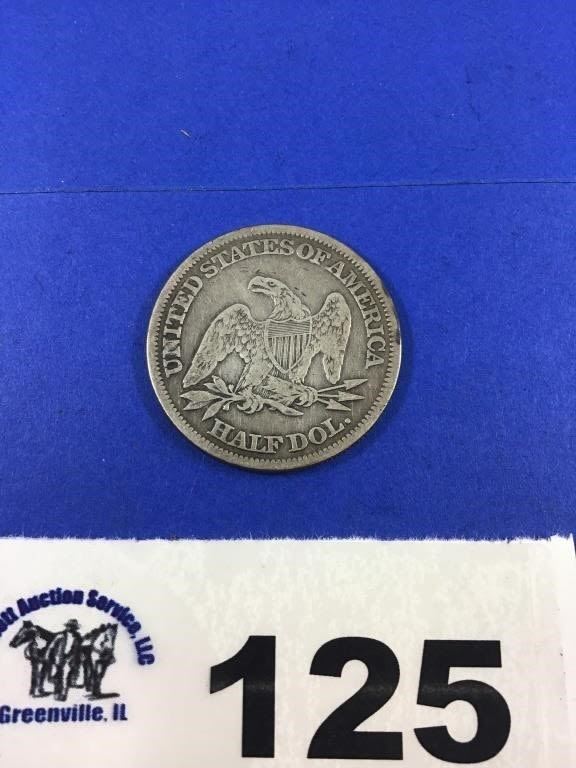 UNITED STATES OF AMERICA
HALF DOL.
Auction Service, LLC
Greenville, IL
125